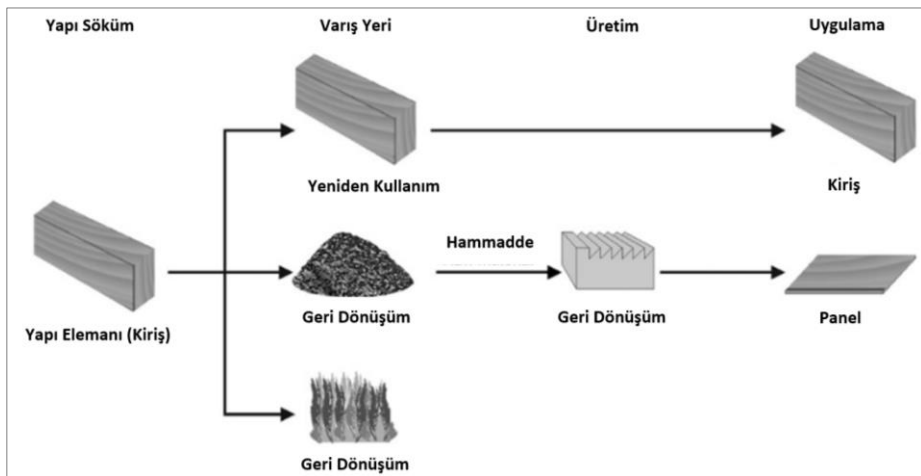 Yapı Söküm
Varış Yeri
Üretim
Uygulama
Yeniden Kullanım
Kiriş
Hammadde
Yapı Elemanı (Kiriş)
Geri Dönüşüm
Geri Dönüşüm
Panel
Geri Dönüşüm